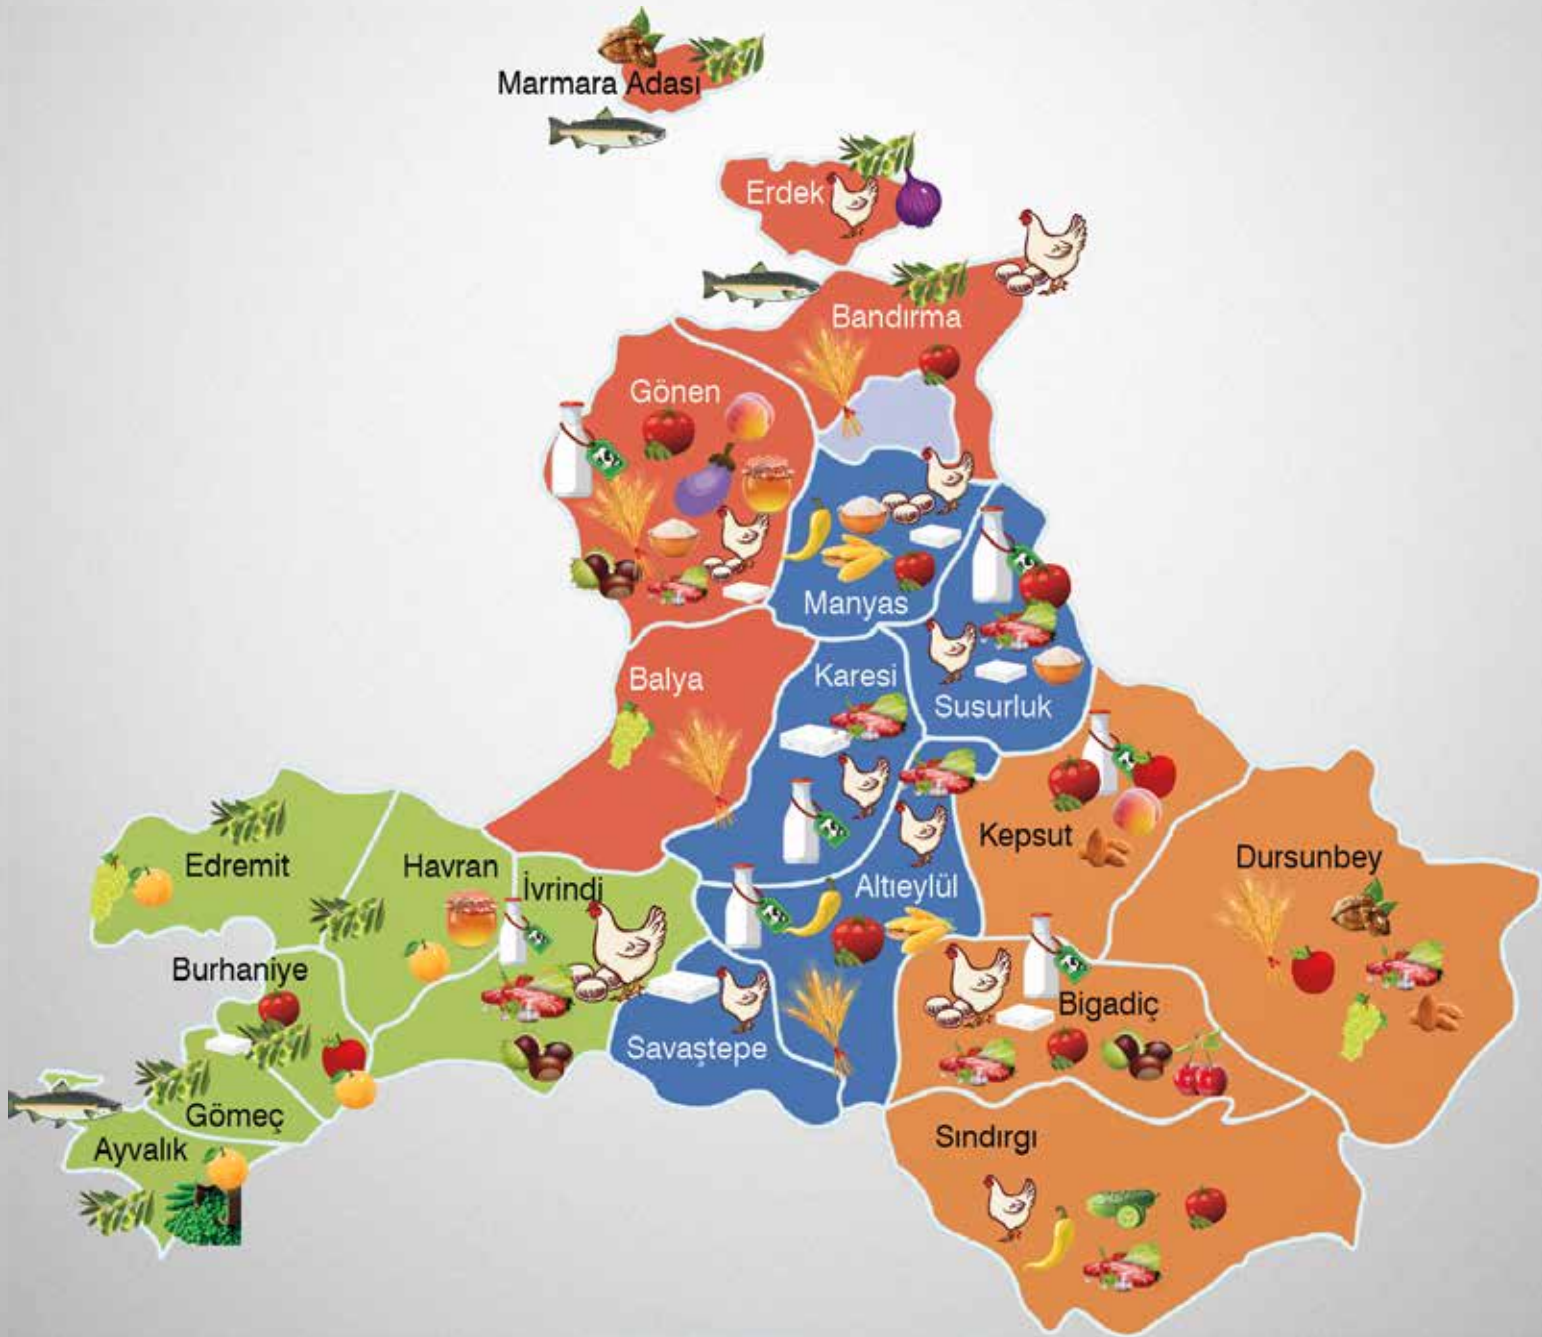 Marmara Adası
Erdek
Bandırma
Gönen
Manyas
Balya
Karesi
Susurluk
Edremit
Havran
İvrindi
Altıeylül
Kepsut
Dursunbey
Burhaniye
Savaştepe
Bigadiç
Gömeç
Ayvalık
Sındırgı